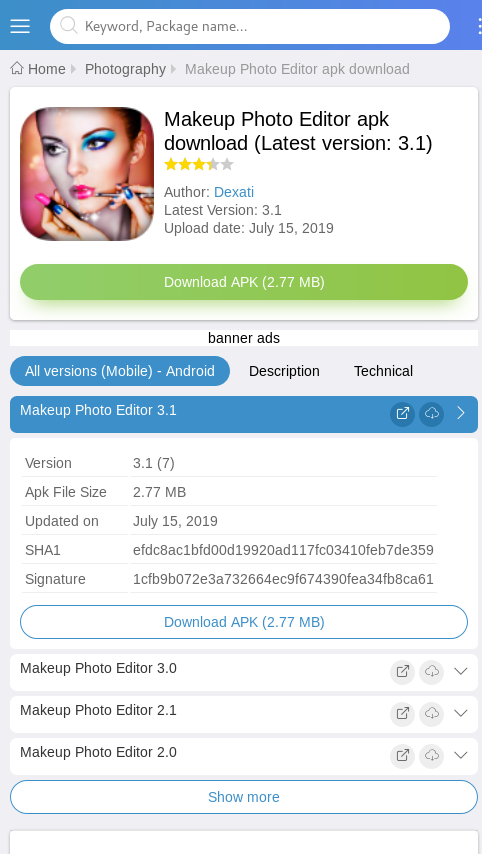 Keyword, Package name...
Home Photography Makeup Photo Editor apk download
Makeup Photo Editor apk
download (Latest version: 3.1)
Author: Dexati
Latest Version: 3.1
Upload date: July 15, 2019
Download APK (2.77 MB)
banner ads
All versions (Mobile) - Android Description Technical
Makeup Photo Editor 3.1
Version 3.1 (7)
Apk File Size 2.77 MB
Updated on July 15, 2019
SHA1 efdc8ac1bfd00d19920ad117fc03410feb7de359
Signature 1cfb9b072e3a732664ec9f674390fea34fb8ca61
Download APK (2.77 MB)
Makeup Photo Editor 3.0
Makeup Photo Editor 2.1
Makeup Photo Editor 2.0
Show more